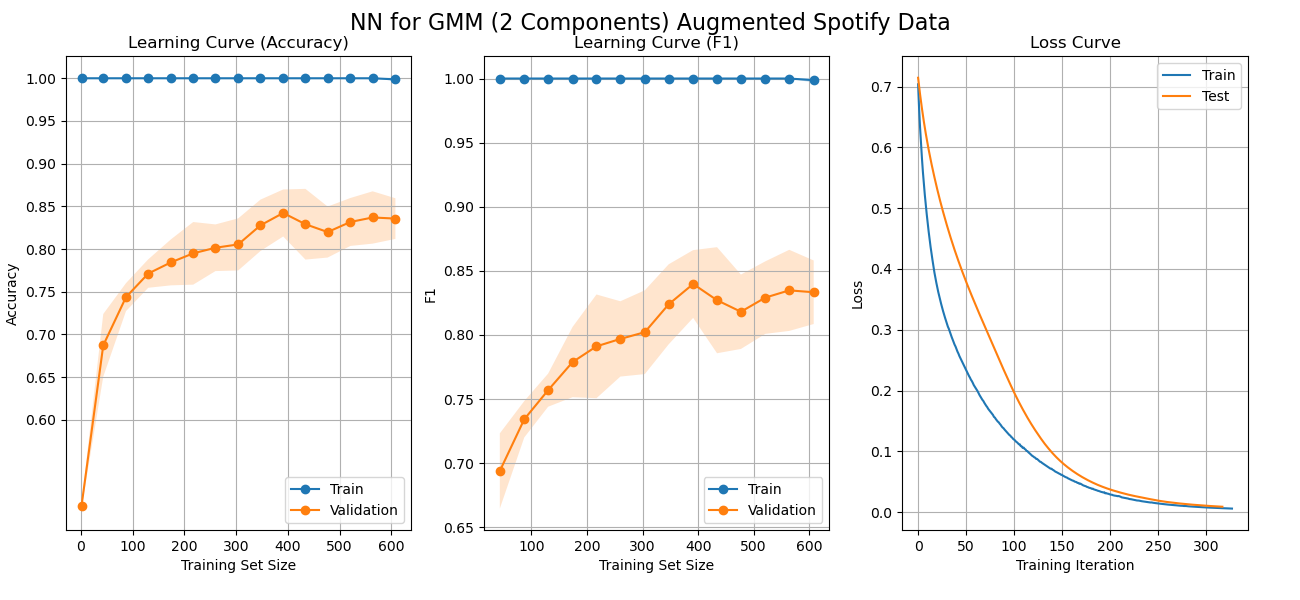 NN for GMM (2 Components) Augmented Spotify Data
Learning Curve (Accuracy)
Accuracy
1.00
0.95
0.90
0.85
0.80
0.75
0.70
0.65
0.60
0
100
200
300
400
500
600
Training Set Size
Train
Validation
Learning Curve (F1)
F1
1.00
0.95
0.90
0.85
0.80
0.75
0.70
0.65
100
200
300
400
500
600
Training Set Size
Train
Validation
Loss Curve
Loss
0.7
0.6
0.5
0.4
0.3
0.2
0.1
0.0
0
50
100
150
200
250
300
Training Iteration
Train
Test